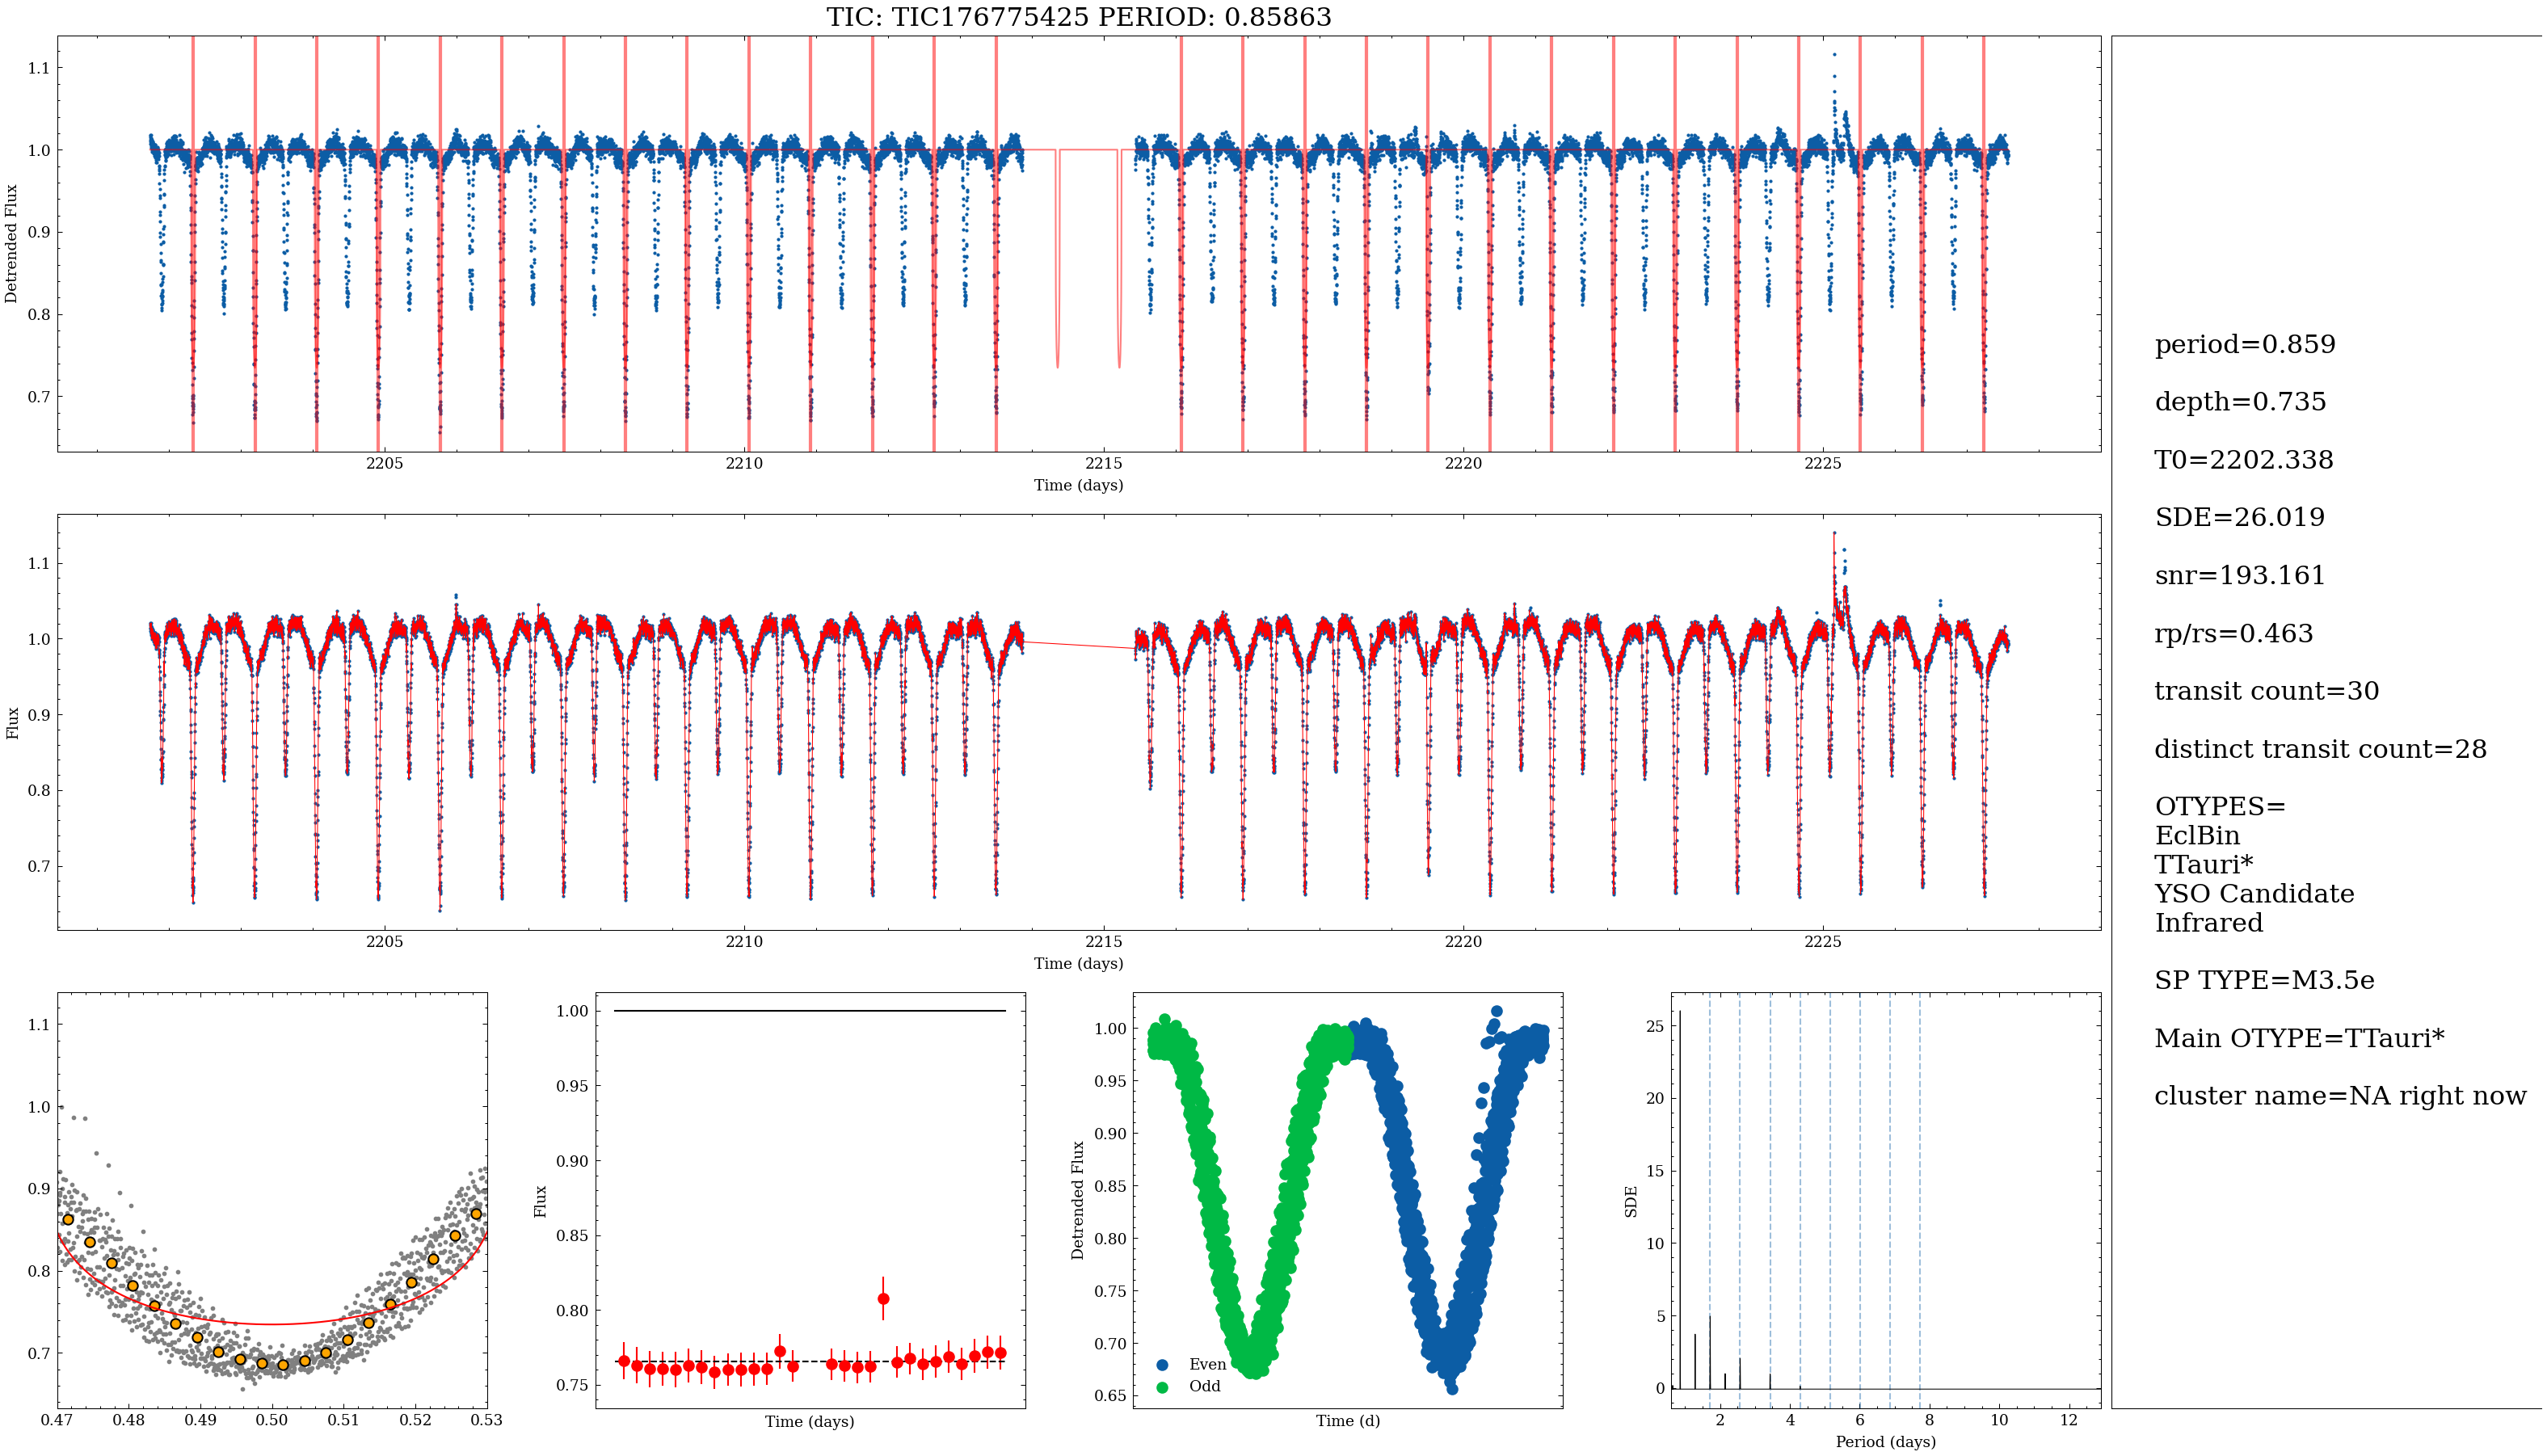 TIC: TIC176775425 PERIOD: 0.85863
1.1
1.0
0.9
0.8
0.7
Detrended Flux
2205
2210
2215
2220
2225
Time (days)
1.1
1.0
0.9
0.8
0.7
Flux
2205
2210
2215
2220
2225
Time (days)
1.1
1.0
0.9
0.8
0.7
0.47
0.48
0.49
0.50
0.51
0.52
0.53
1.00
0.95
0.90
0.85
0.80
0.75
Flux
Time (days)
1.00
0.95
0.90
0.85
0.80
0.75
0.70
0.65
Detrended Flux
Even
Odd
Time (d)
25
20
15
10
5
0
SDE
2
4
6
8
10
12
Period (days)
period=0.859
depth=0.735
T0=2202.338
SDE=26.019
snr=193.161
rp/rs=0.463
transit count=30
distinct transit count=28
OTYPES=
EclBin
TTauri*
YSO Candidate
Infrared
SP TYPE=M3.5e
Main OTYPE=TTauri*
cluster name=NA right now